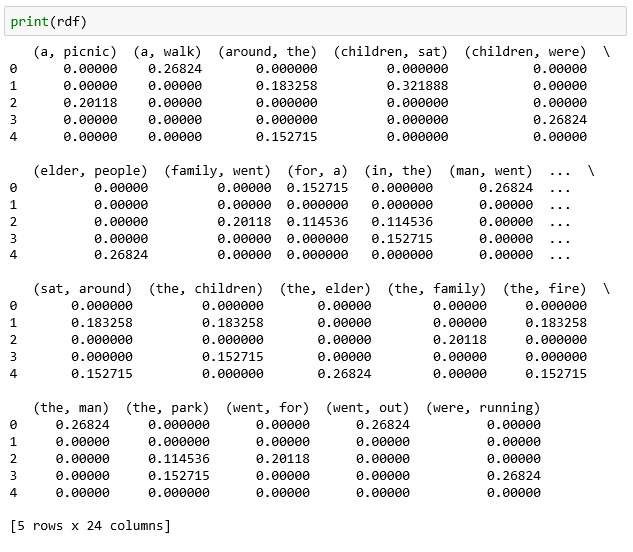 print(rdf)
(a, picnic) (a, walk) (around, the) (children, sat) (children, were) \
0 0.00000 0.26824 0.000000 0.000000 0.00000
1 0.00000 0.00000 0.183258 0.321888 0.00000
2 0.20118 0.00000 0.000000 0.000000 0.00000
3 0.00000 0.00000 0.000000 0.000000 0.26824
4 0.00000 0.00000 0.152715 0.000000 0.00000
(elder, people) (family, went) (for, a) (in, the) (man, went) ... \
0 0.00000 0.00000 0.152715 0.000000 0.26824 ...
1 0.00000 0.00000 0.000000 0.000000 0.00000 ...
2 0.00000 0.20118 0.114536 0.114536 0.00000 ...
3 0.00000 0.00000 0.000000 0.152715 0.00000 ...
4 0.26824 0.00000 0.000000 0.000000 0.00000 ...
(sat, around) (the, children) (the, elder) (the, family) (the, fire) \
0 0.000000 0.000000 0.00000 0.00000 0.000000
1 0.183258 0.183258 0.00000 0.00000 0.183258
2 0.000000 0.000000 0.00000 0.20118 0.000000
3 0.000000 0.152715 0.00000 0.00000 0.000000
4 0.152715 0.000000 0.26824 0.00000 0.152715
(the, man) (the, park) (went, for) (went, out) (were, running)
0 0.26824 0.000000 0.00000 0.26824 0.00000
1 0.00000 0.000000 0.00000 0.00000 0.00000
2 0.00000 0.114536 0.20118 0.00000 0.00000
3 0.00000 0.152715 0.00000 0.00000 0.26824
4 0.00000 0.000000 0.00000 0.00000 0.00000
[5 rows x 24 columns]